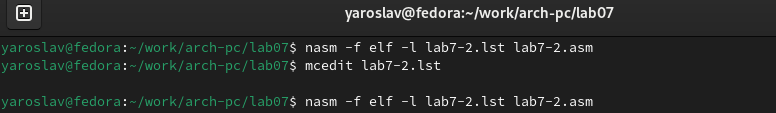 yaroslav@fedora:~/work/arch-pc/lab07
yaroslav@fedora:~/work/arch-pc/lab07$ nasm -f elf -l lab7-2.lst lab7-2.asm
yaroslav@fedora:~/work/arch-pc/lab07$ mcedit lab7-2.lst
yaroslav@fedora:~/work/arch-pc/lab07$ nasm -f elf -l lab7-2.lst lab7-2.asm